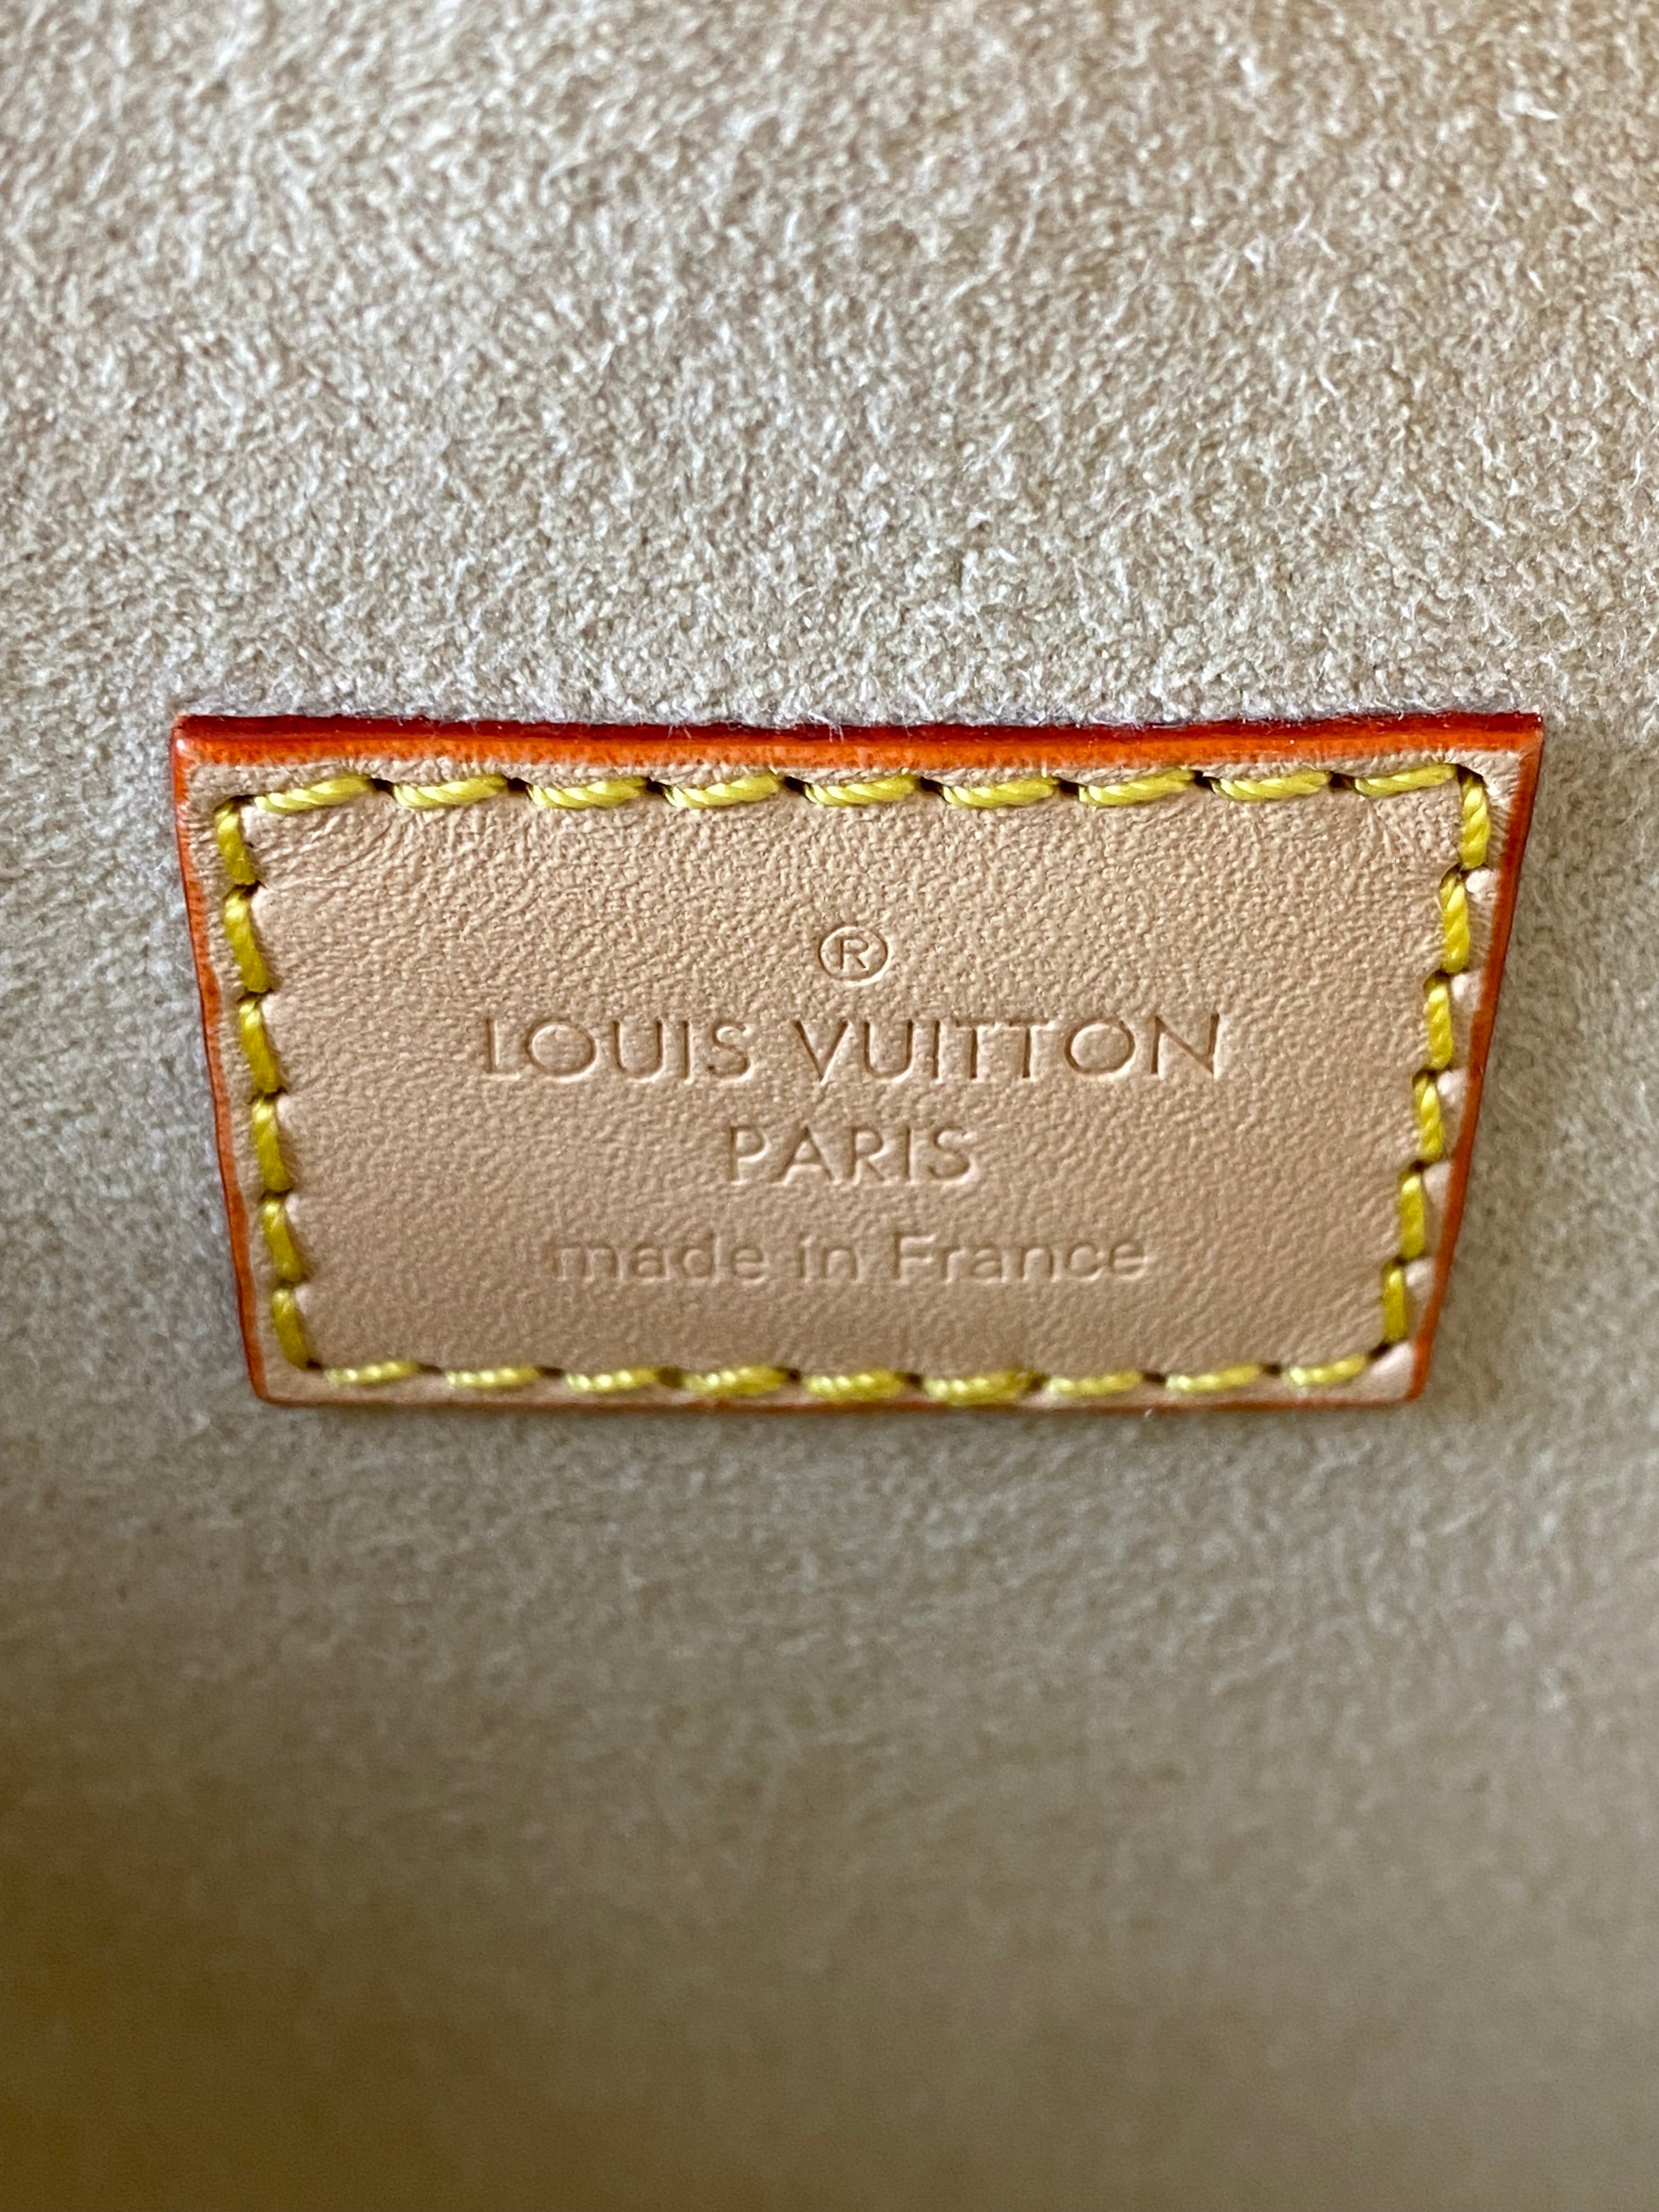 ®
LOUIS VUITTON
PARIS
made in France